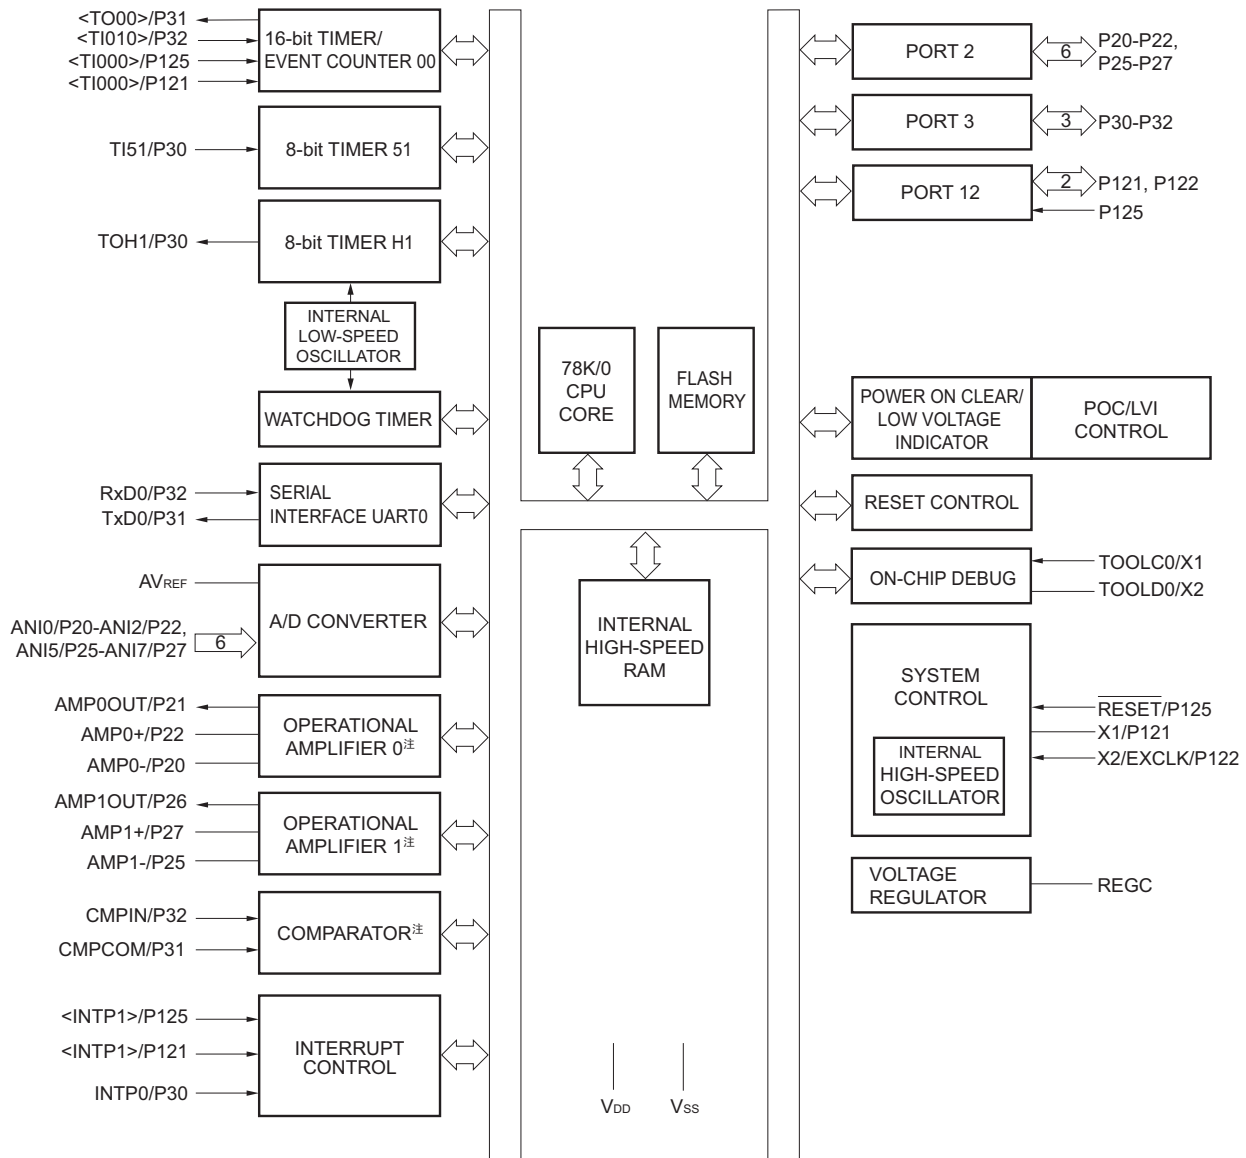 <TO00>/P31
<TI010>/P32
<TI000>/P125
<TI000>/P121
16-bit TIMER/
EVENT COUNTER 00
TI51/P30
8-bit TIMER 51
TOH1/P30
8-bit TIMER H1
INTERNAL
LOW-SPEED
OSCILLATOR
WATCHDOG TIMER
RxD0/P32
TxD0/P31
SERIAL
INTERFACE UART0
AVREF
ANI0/P20-ANI2/P22,
ANI5/P25-ANI7/P27
6
A/D CONVERTER
AMP0OUT/P21
AMP0+/P22
AMP0-/P20
OPERATIONAL
AMPLIFIER 0注
AMP1OUT/P26
AMP1+/P27
AMP1-/P25
OPERATIONAL
AMPLIFIER 1注
CMPIN/P32
CMPCOM/P31
COMPARATOR注
<INTP1>/P125
<INTP1>/P121
INTP0/P30
INTERRUPT
CONTROL
78K/0
CPU
CORE
FLASH
MEMORY
INTERNAL
HIGH-SPEED
RAM
VDD
VSS
PORT 2
6
P20-P22,
P25-P27
PORT 3
3
P30-P32
PORT 12
2
P121, P122
P125
POWER ON CLEAR/
LOW VOLTAGE
INDICATOR
POC/LVI
CONTROL
RESET CONTROL
ON-CHIP DEBUG
TOOLC0/X1
TOOLD0/X2
SYSTEM
CONTROL
INTERNAL
HIGH-SPEED
OSCILLATOR
RESET/P125
X1/P121
X2/EXCLK/P122
VOLTAGE
REGULATOR
REGC